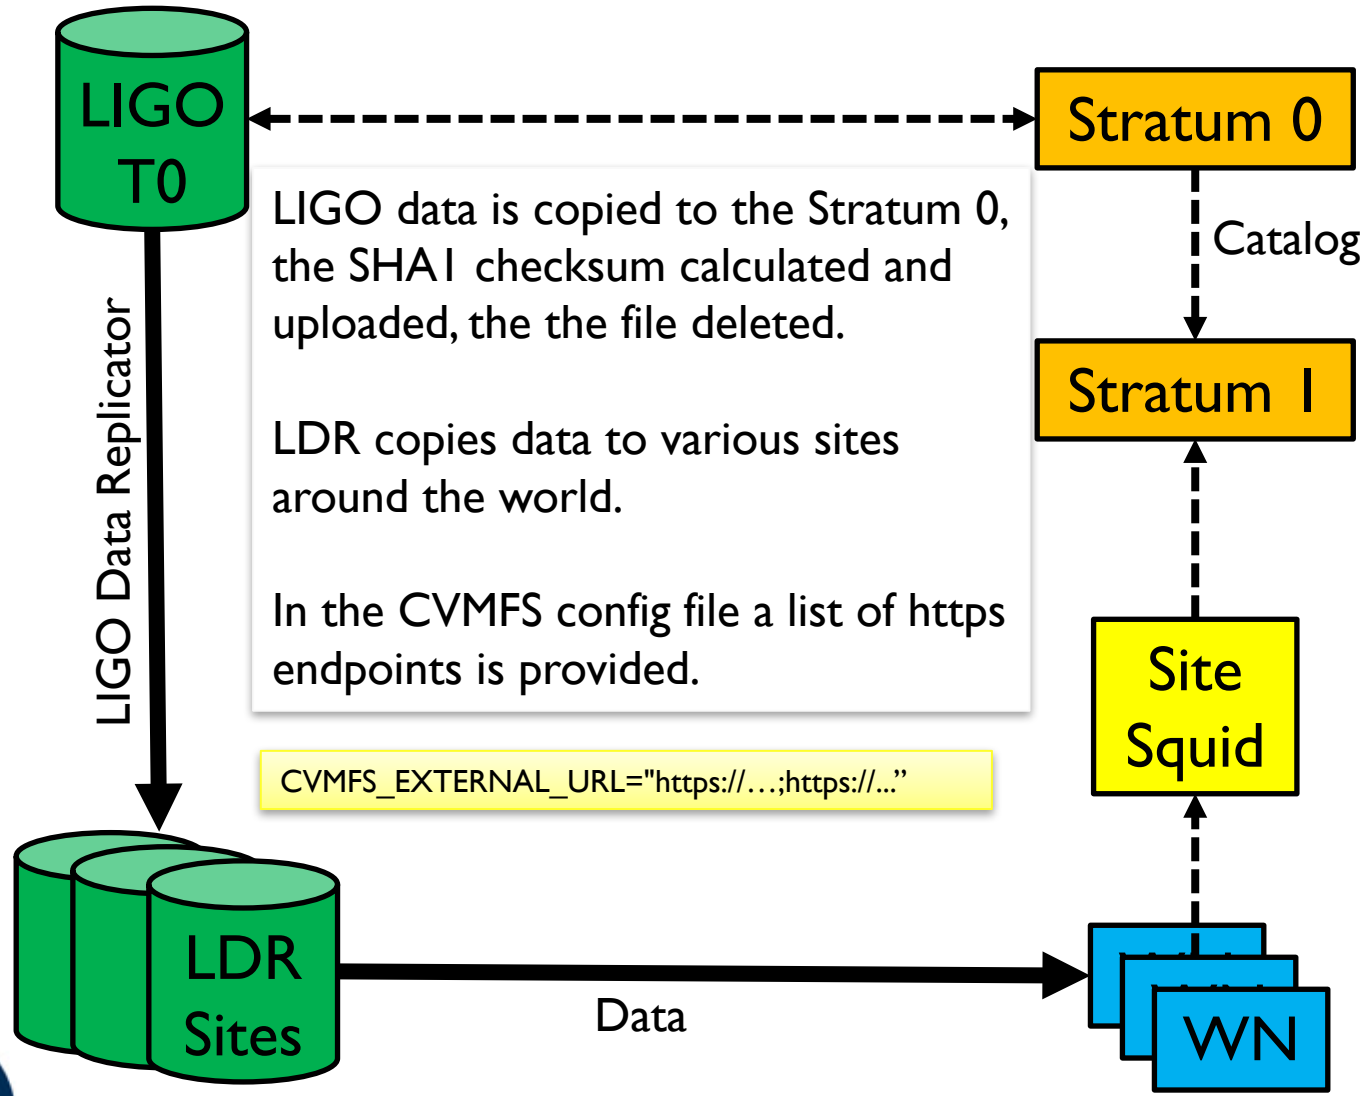 LIGO
T0
Stratum 0
LIGO data is copied to the Stratum 0,
the SHA1 checksum calculated and
uploaded, the the file deleted.
LDR copies data to various sites
around the world.
In the CVMFS config file a list of https
endpoints is provided.
Catalog
Stratum 1
LIGO Data Replicator
Site
Squid
CVMFS_EXTERNAL_URL="https://…;https://...”
LDR
Sites
Data
WN